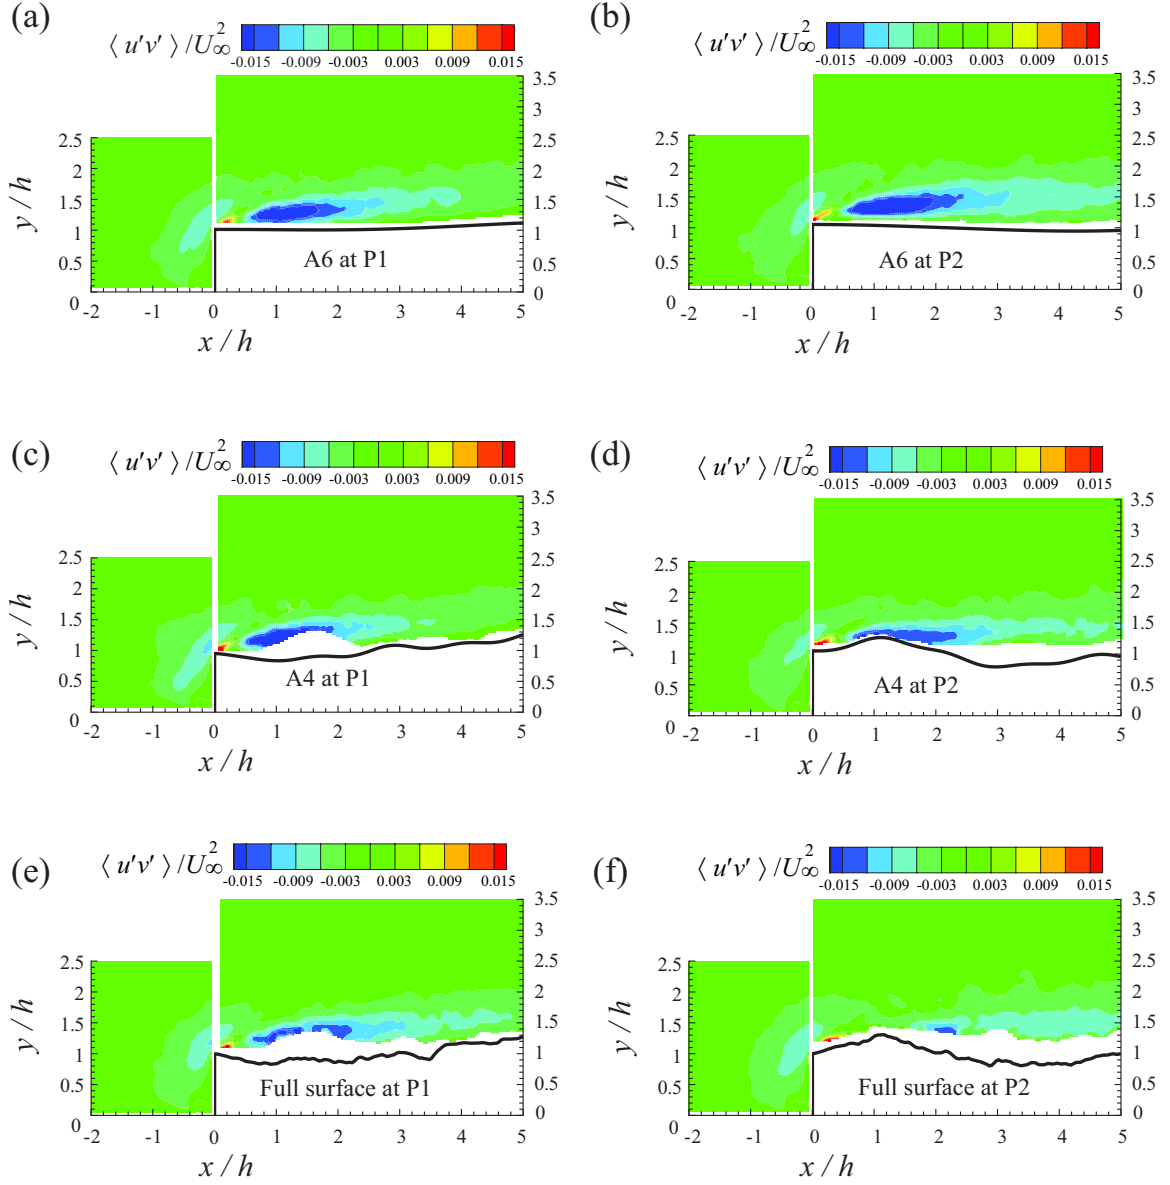 (a)
⟨ u′v′ ⟩ / U∞²
-0.015 -0.009 -0.003 0.003 0.009 0.015
y / h
2.5 2 1.5 1 0.5 0
3.5 3 2.5 2 1.5 1 0.5 0
A6 at P1
-2 -1 0 1 2 3 4 5
x / h
(b)
⟨ u′v′ ⟩ / U∞²
-0.015 -0.009 -0.003 0.003 0.009 0.015
y / h
2.5 2 1.5 1 0.5 0
3.5 3 2.5 2 1.5 1 0.5 0
A6 at P2
-2 -1 0 1 2 3 4 5
x / h
(c)
⟨ u′v′ ⟩ / U∞²
-0.015 -0.009 -0.003 0.003 0.009 0.015
y / h
2.5 2 1.5 1 0.5 0
3.5 3 2.5 2 1.5 1 0.5 0
A4 at P1
-2 -1 0 1 2 3 4 5
x / h
(d)
⟨ u′v′ ⟩ / U∞²
-0.015 -0.009 -0.003 0.003 0.009 0.015
y / h
2.5 2 1.5 1 0.5 0
3.5 3 2.5 2 1.5 1 0.5 0
A4 at P2
-2 -1 0 1 2 3 4 5
x / h
(e)
⟨ u′v′ ⟩ / U∞²
-0.015 -0.009 -0.003 0.003 0.009 0.015
y / h
2.5 2 1.5 1 0.5 0
3.5 3 2.5 2 1.5 1 0.5 0
Full surface at P1
-2 -1 0 1 2 3 4 5
x / h
(f)
⟨ u′v′ ⟩ / U∞²
-0.015 -0.009 -0.003 0.003 0.009 0.015
y / h
2.5 2 1.5 1 0.5 0
3.5 3 2.5 2 1.5 1 0.5 0
Full surface at P2
-2 -1 0 1 2 3 4 5
x / h